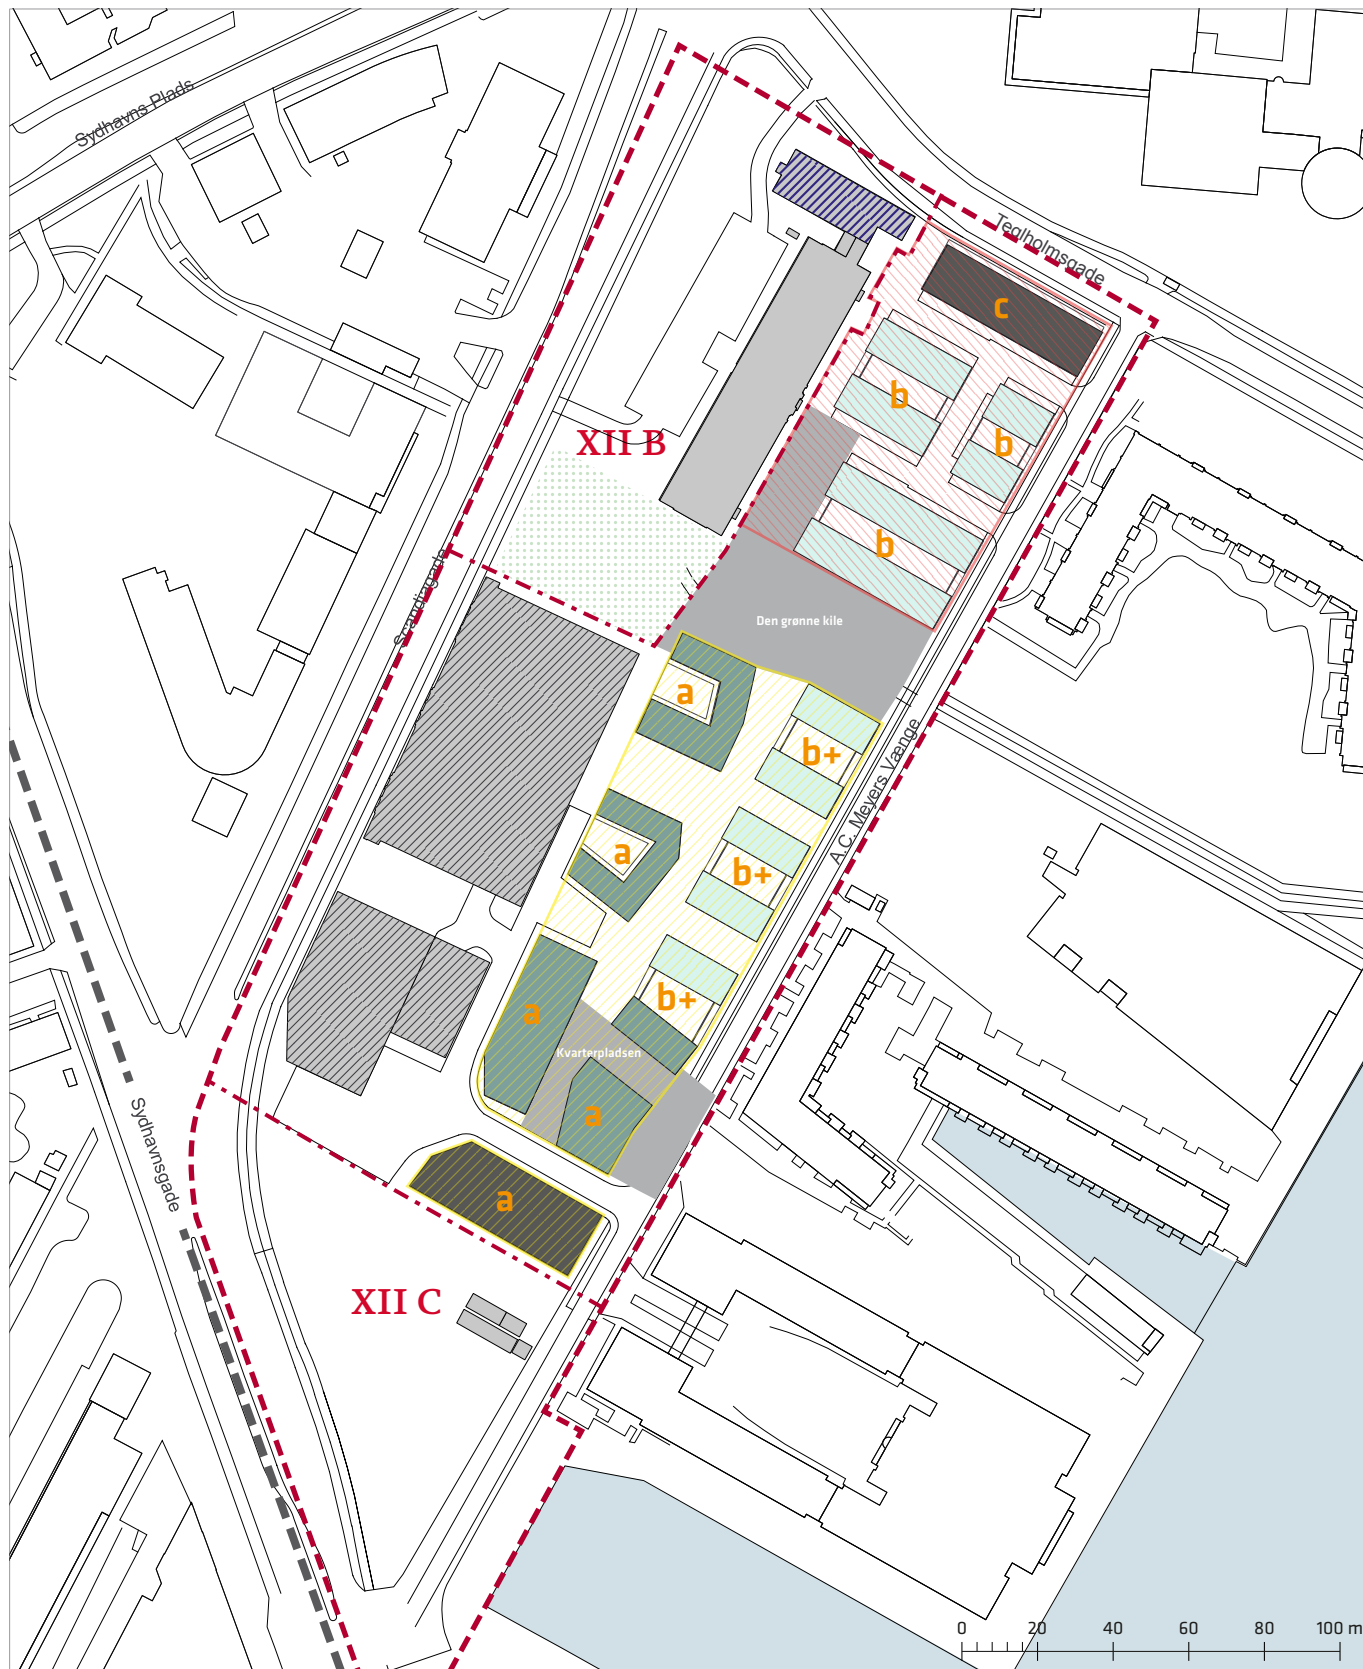 Sydhavns Plads
Teglholmsgade
c
b
b
XII B
b
Scandiagade
Den grønne kile
a
b+
A.C. Meyers Vænge
a
b+
b+
a
Kvarterpladsen
a
Sydhavnsgade
a
XII C
0 20 40 60 80 100 m